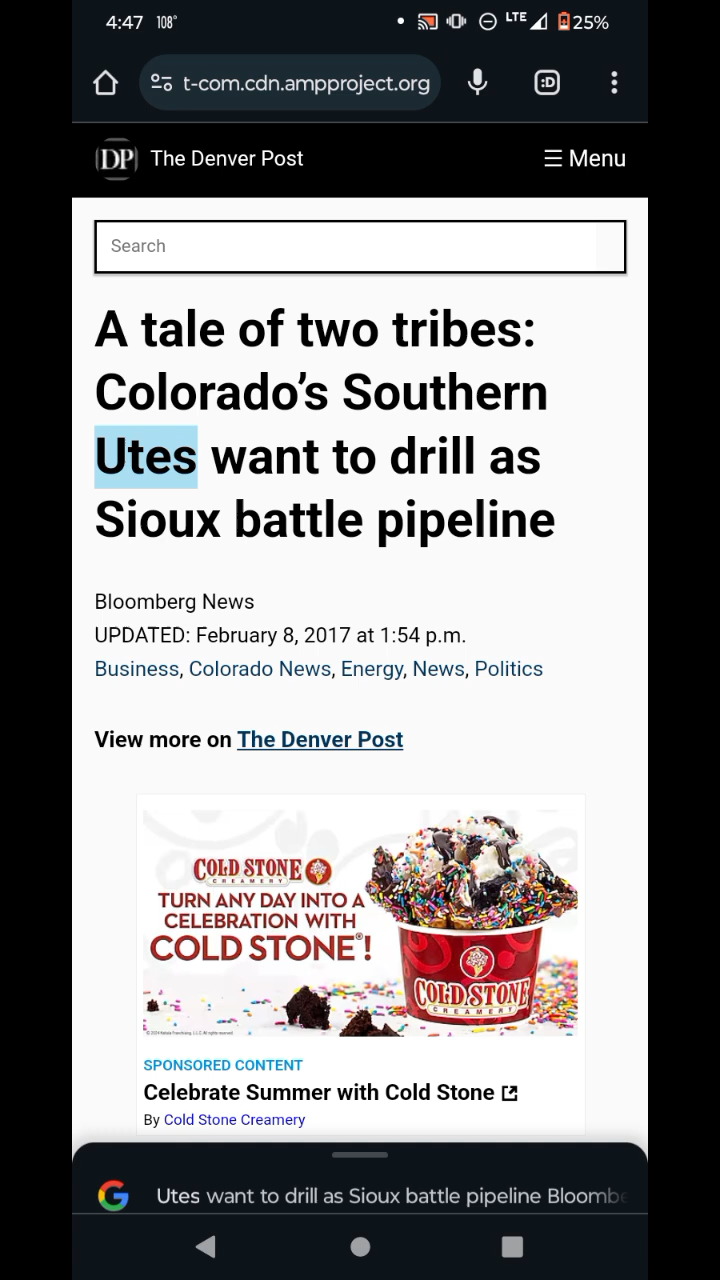 4:47 108° LTE 25%
t-com.cdn.ampproject.org :D
DP The Denver Post ☰ Menu
Search
A tale of two tribes:
Colorado’s Southern
Utes want to drill as
Sioux battle pipeline
Bloomberg News
UPDATED: February 8, 2017 at 1:54 p.m.
Business, Colorado News, Energy, News, Politics
View more on The Denver Post
COLD STONE
CREAMERY
TURN ANY DAY INTO A
CELEBRATION WITH
COLD STONE®!
COLD STONE
CREAMERY
SPONSORED CONTENT
Celebrate Summer with Cold Stone
By Cold Stone Creamery
G Utes want to drill as Sioux battle pipeline Bloombe